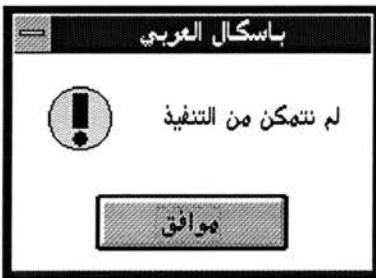 باسكال العربي
لم نتمكن من التنفيذ
موافق